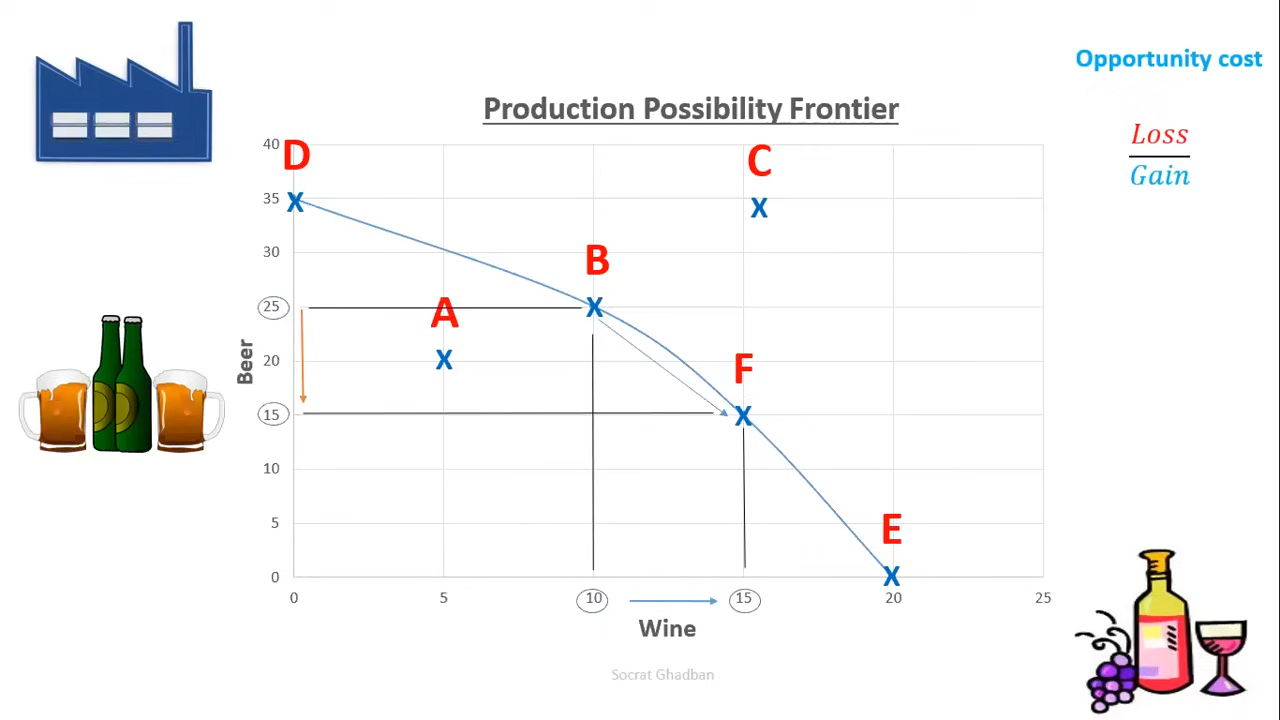 Opportunity cost
Production Possibility Frontier
Loss
Gain
40
D
C
35
30
B
25
A
20
Beer
F
15
10
5
E
0
0 5 10 15 20 25
Wine
Socrat Ghadban
X
X
X
X
X
X